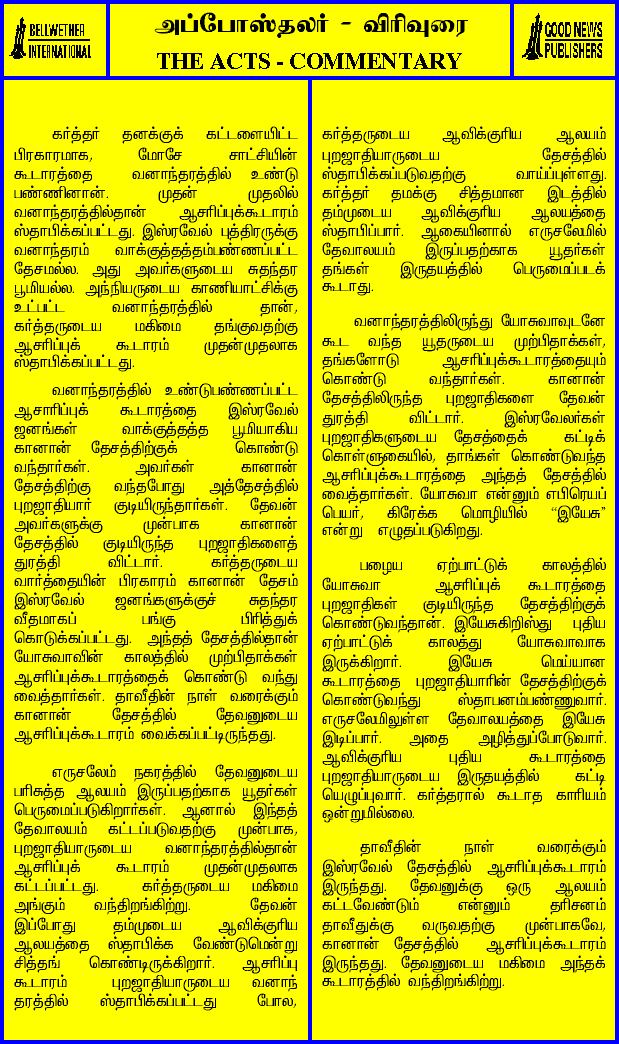 BELLWETHER
INTERNATIONAL
அப்போஸ்தலர் - விரிவுரை
THE ACTS - COMMENTARY
GOOD NEWS
PUBLISHERS
கர்த்தர் தனக்குக் கட்டளையிட்ட
பிரகாரமாக, மோசே சாட்சியின்
கூடாரத்தை வனாந்தரத்தில் உண்டு
பண்ணினான். முதன் முதலில்
வனாந்தரத்தில்தான் ஆசரிப்புக்கூடாரம்
ஸ்தாபிக்கப்பட்டது. இஸ்ரவேல் புத்திரருக்கு
வனாந்தரம் வாக்குத்தத்தம்பண்ணப்பட்ட
தேசமல்ல. அது அவர்களுடைய சுதந்தர
பூமியல்ல. அந்நியருடைய காணியாட்சிக்கு
உட்பட்ட வனாந்தரத்தில் தான்,
கர்த்தருடைய மகிமை தங்குவதற்கு
ஆசரிப்புக் கூடாரம் முதன்முதலாக
ஸ்தாபிக்கப்பட்டது.
வனாந்தரத்தில் உண்டுபண்ணப்பட்ட
ஆசாரிப்புக் கூடாரத்தை இஸ்ரவேல்
ஜனங்கள் வாக்குத்தத்த பூமியாகிய
கானான் தேசத்திற்குக் கொண்டு
வந்தார்கள். அவர்கள் கானான்
தேசத்திற்கு வந்தபோது அத்தேசத்தில்
புறஜாதியார் குடியிருந்தார்கள். தேவன்
அவர்களுக்கு முன்பாக கானான்
தேசத்தில் குடியிருந்த புறஜாதிகளைத்
துரத்தி விட்டார். கர்த்தருடைய
வார்த்தையின் பிரகாரம் கானான் தேசம்
இஸ்ரவேல் ஜனங்களுக்குச் சுதந்தர
வீதமாகப் பங்கு பிரித்துக்
கொடுக்கப்பட்டது. அந்தத் தேசத்தில்தான்
யோசுவாவின் காலத்தில் முற்பிதாக்கள்
ஆசரிப்புக்கூடாரத்தைக் கொண்டு வந்து
வைத்தார்கள். தாவீதின் நாள் வரைக்கும்
கானான் தேசத்தில் தேவனுடைய
ஆசரிப்புக்கூடாரம் வைக்கப்பட்டிருந்தது.
எருசலேம் நகரத்தில் தேவனுடைய
பரிசுத்த ஆலயம் இருப்பதற்காக யூதர்கள்
பெருமைப்படுகிறார்கள். ஆனால் இந்தத்
தேவாலயம் கட்டப்படுவதற்கு முன்பாக,
புறஜாதியாருடைய வனாந்தரத்தில்தான்
ஆசரிப்புக் கூடாரம் முதன்முதலாக
கட்டப்பட்டது. கர்த்தருடைய மகிமை
அங்கும் வந்திறங்கிற்று. தேவன்
இப்போது தம்முடைய ஆவிக்குரிய
ஆலயத்தை ஸ்தாபிக்க வேண்டுமென்று
சித்தங் கொண்டிருக்கிறார். ஆசரிப்பு
கூடாரம் புறஜாதியாருடைய வனாந்
தரத்தில் ஸ்தாபிக்கப்பட்டது போல,
கர்த்தருடைய ஆவிக்குரிய ஆலயம்
புறஜாதியாருடைய தேசத்தில்
ஸ்தாபிக்கப்படுவதற்கு வாய்ப்புள்ளது.
கர்த்தர் தமக்கு சித்தமான இடத்தில்
தம்முடைய ஆவிக்குரிய ஆலயத்தை
ஸ்தாபிப்பார். ஆகையினால் எருசலேமில்
தேவாலயம் இருப்பதற்காக யூதர்கள்
தங்கள் இருதயத்தில் பெருமைப்படக்
கூடாது.
வனாந்தரத்திலிருந்து யோசுவாவுடனே
கூட வந்த யூதருடைய முற்பிதாக்கள்,
தங்களோடு ஆசரிப்புக்கூடாரத்தையும்
கொண்டு வந்தார்கள். கானான்
தேசத்திலிருந்த புறஜாதிகளை தேவன்
துரத்தி விட்டார். இஸ்ரவேலர்கள்
புறஜாதிகளுடைய தேசத்தைக் கட்டிக்
கொள்ளுகையில், தாங்கள் கொண்டுவந்த
ஆசரிப்புக்கூடாரத்தை அந்தத் தேசத்தில்
வைத்தார்கள். யோசுவா என்னும் எபிரெயப்
பெயர், கிரேக்க மொழியில் “இயேசு”
என்று எழுதப்படுகிறது.
பழைய ஏற்பாட்டுக் காலத்தில்
யோசுவா ஆசரிப்புக் கூடாரத்தை
புறஜாதிகள் குடியிருந்த தேசத்திற்குக்
கொண்டுவந்தான். இயேசுகிறிஸ்து புதிய
ஏற்பாட்டுக் காலத்து யோசுவாவாக
இருக்கிறார். இயேசு மெய்யான
கூடாரத்தை புறஜாதியாரின் தேசத்திற்குக்
கொண்டுவந்து ஸ்தாபனம்பண்ணுவார்.
எருசலேமிலுள்ள தேவாலயத்தை இயேசு
இடிப்பார். அதை அழித்துப்போடுவார்.
ஆவிக்குரிய புதிய கூடாரத்தை
புறஜாதியாருடைய இருதயத்தில் கட்டி
யெழுப்புவார். கர்த்தரால் கூடாத காரியம்
ஒன்றுமில்லை.
தாவீதின் நாள் வரைக்கும்
இஸ்ரவேல் தேசத்தில் ஆசரிப்புக்கூடாரம்
இருந்தது. தேவனுக்கு ஒரு ஆலயம்
கட்டவேண்டும் என்னும் தரிசனம்
தாவீதுக்கு வருவதற்கு முன்பாகவே,
கானான் தேசத்தில் ஆசரிப்புக்கூடாரம்
இருந்தது. தேவனுடைய மகிமை அந்தக்
கூடாரத்தில் வந்திறங்கிற்று.